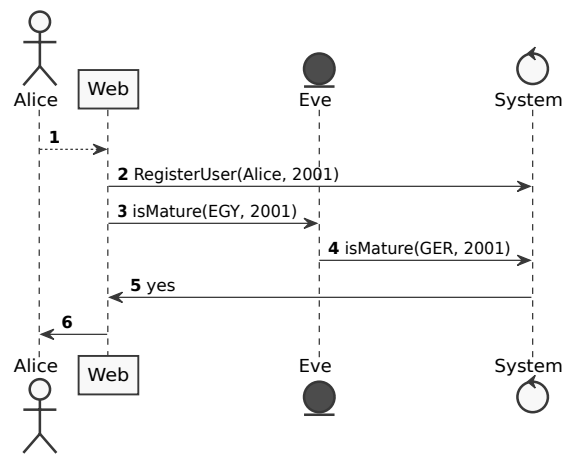 Alice
Web
Eve
System
1
2 RegisterUser(Alice, 2001)
3 isMature(EGY, 2001)
4 isMature(GER, 2001)
5 yes
6
Alice
Web
Eve
System